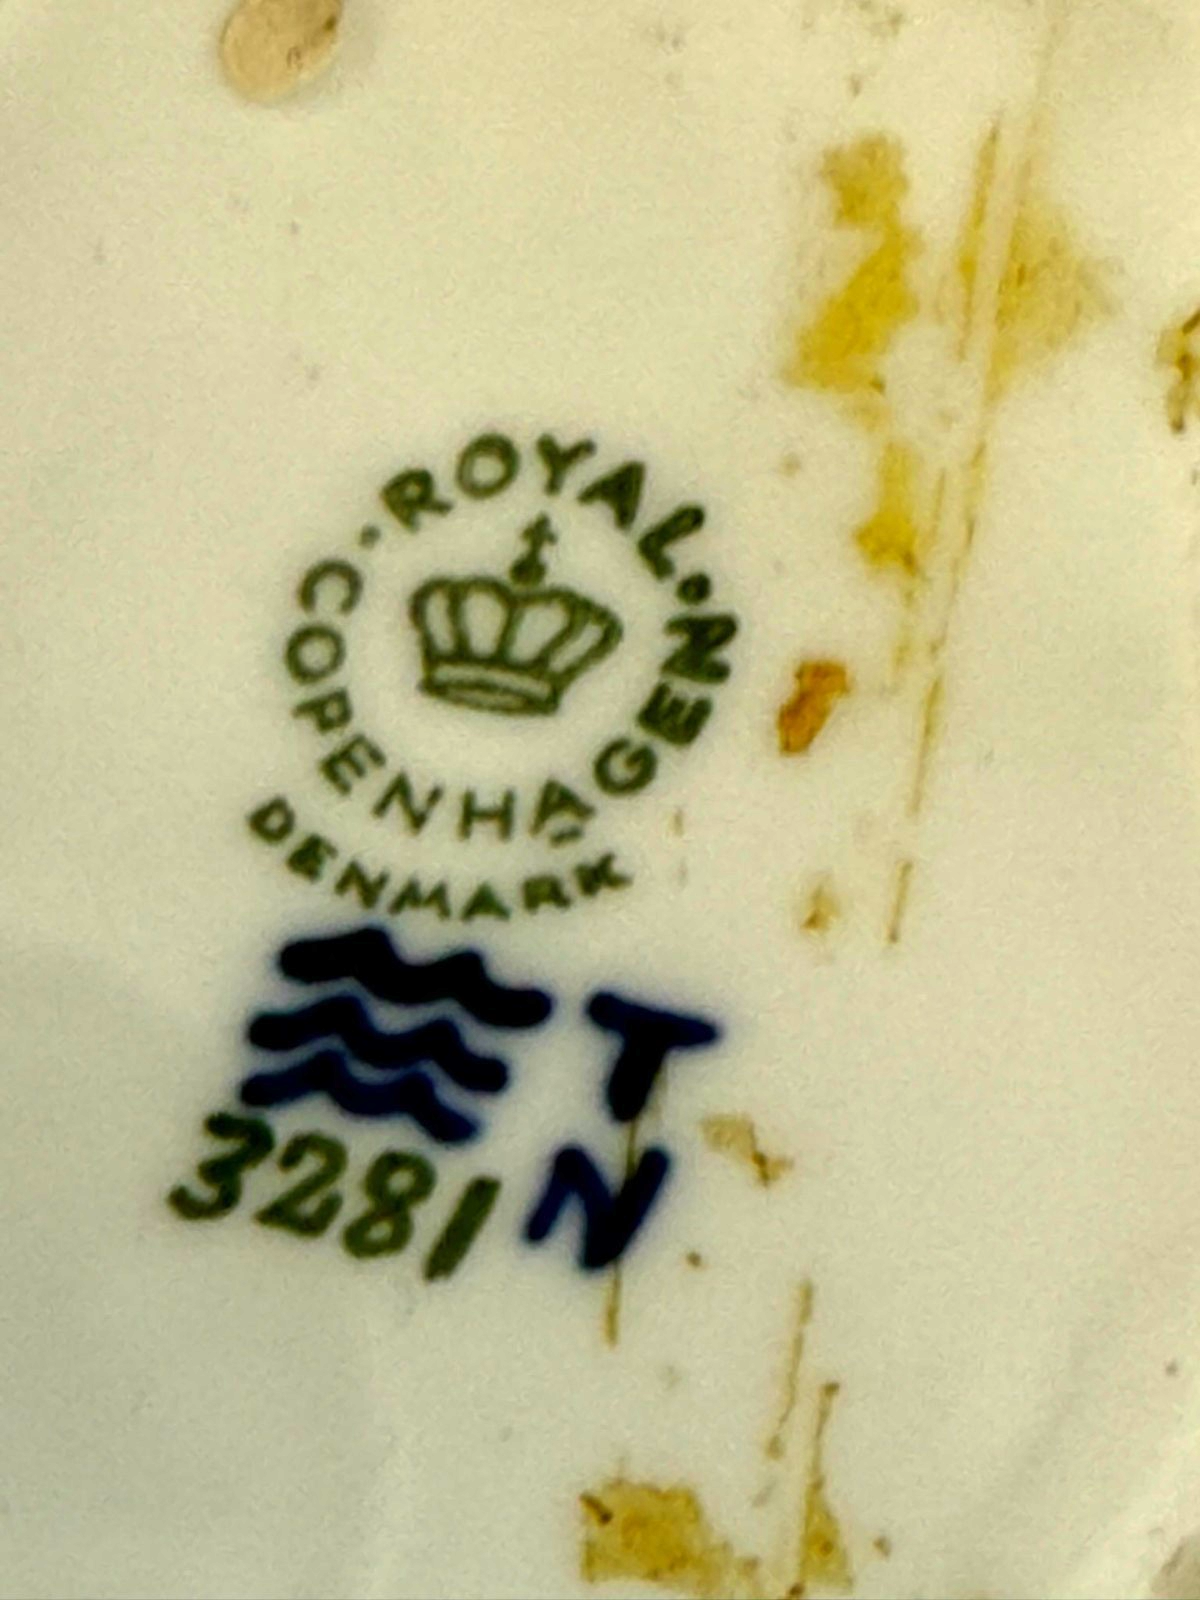 ROYAL
COPENHAGEN
DENMARK
T
3281 N